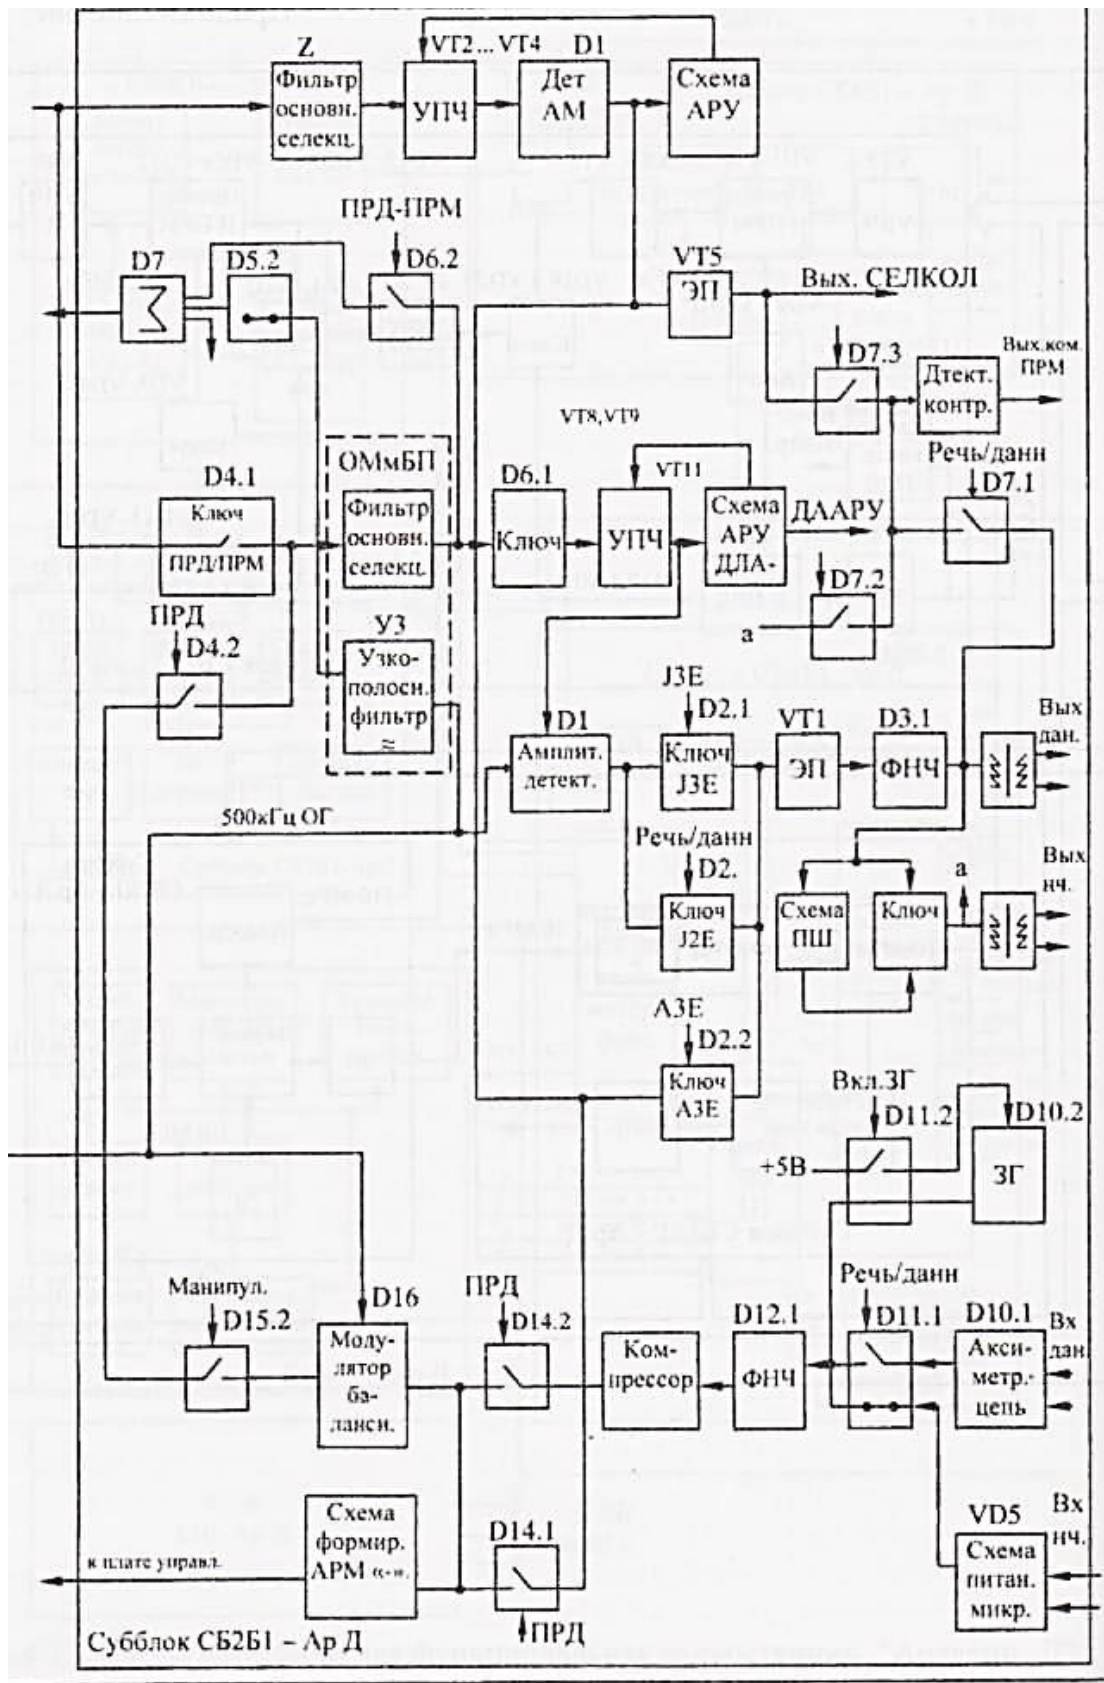 Z
VT2 ... VT4
D1
Фильтр
основн.
селекц.
УПЧ
Дет
АМ
Схема
АРУ
ПРД-ПРМ
D7
D5.2
D6.2
VT5
ЭП
Вых. СЕЛКОЛ
D7.3
Дтект.
контр.
Вых.ком.
ПРМ
VT8,VT9
Речь/данн
D7.1
D4.1
Ключ
ПРД/ПРМ
ОМмБП
Фильтр
основн.
селекц.
D6.1
Ключ
УПЧ
VT11
Схема
АРУ
ДЛА-
ДААРУ
D7.2
а
ПРД
D4.2
УЗ
Узко-
полосн.
фильтр
≈
J3E
D1
D2.1
VT1
D3.1
Вых
дан.
Амплит.
детект.
Ключ
J3E
ЭП
ФНЧ
500кГц ОГ
Речь/данн
D2.
Ключ
J2E
Схема
ПШ
Ключ
а
Вых
нч.
A3E
D2.2
Ключ
A3E
Вкл.ЗГ
D11.2
D10.2
+5В
ЗГ
Манипул.
D15.2
D16
Моду-
лятор
ба-
ланси.
ПРД
D14.2
Ком-
прессор
D12.1
ФНЧ
Речь/данн
D11.1
D10.1
Вх
дан.
Акси-
метр.-
цепь
Схема
формир.
АРМ «-».
D14.1
ПРД
VD5
Вх
нч.
Схема
питан.
микр.
к плате управл.
Субблок СБ2Б1 – Ар Д